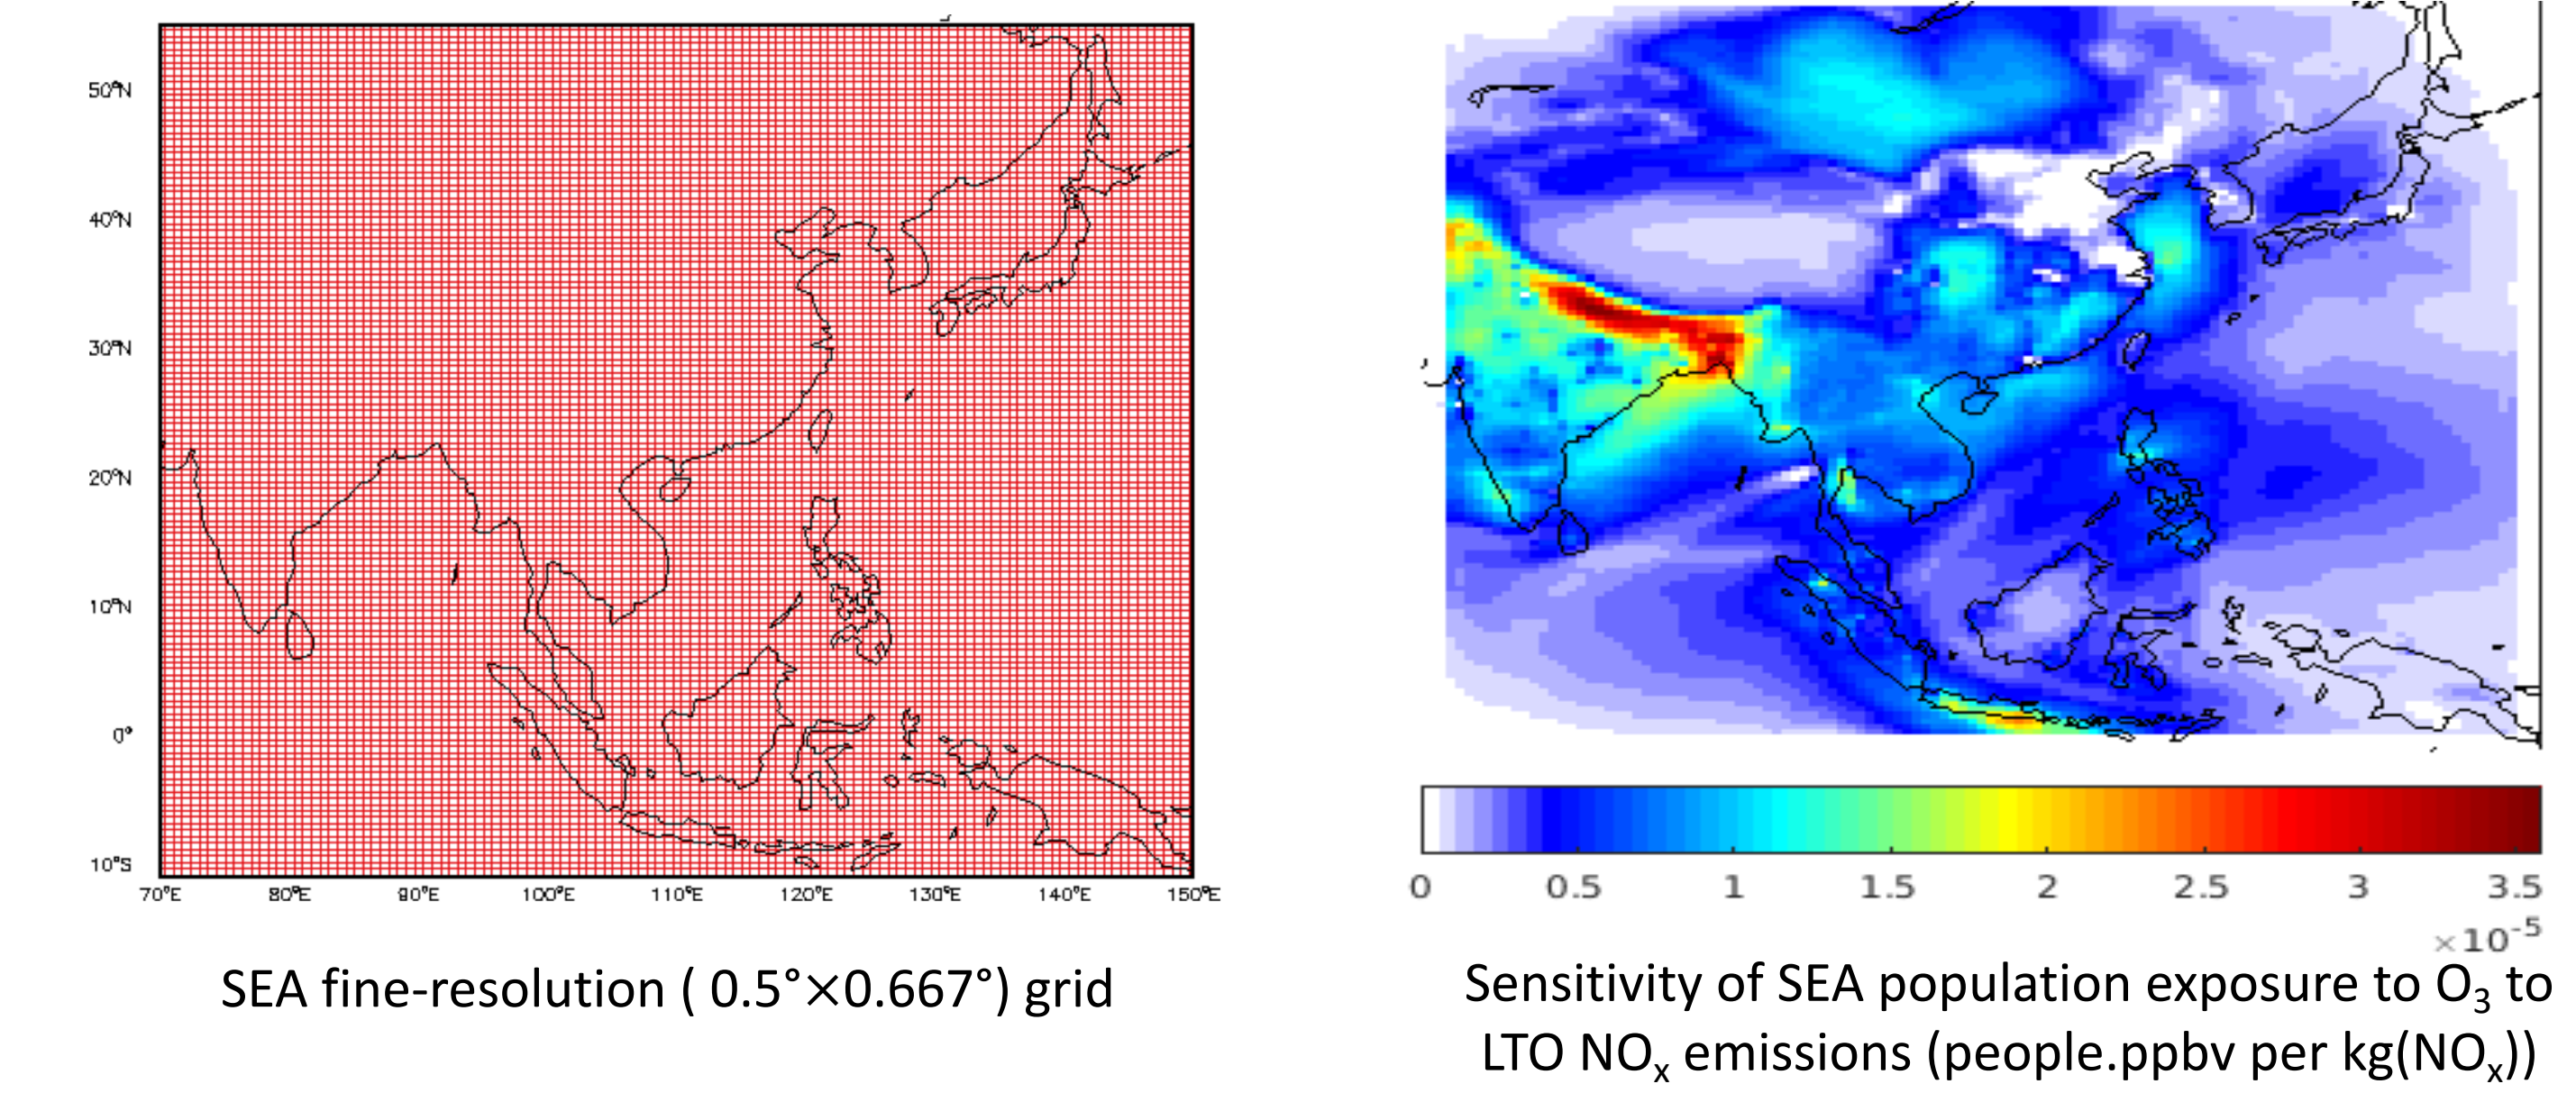 50°N
40°N
30°N
20°N
10°N
0°
10°S
70°E 80°E 90°E 100°E 110°E 120°E 130°E 140°E 150°E
SEA fine-resolution ( 0.5°×0.667°) grid
0 0.5 1 1.5 2 2.5 3 3.5
×10⁻⁵
Sensitivity of SEA population exposure to O₃ to
LTO NOₓ emissions (people.ppbv per kg(NOₓ))